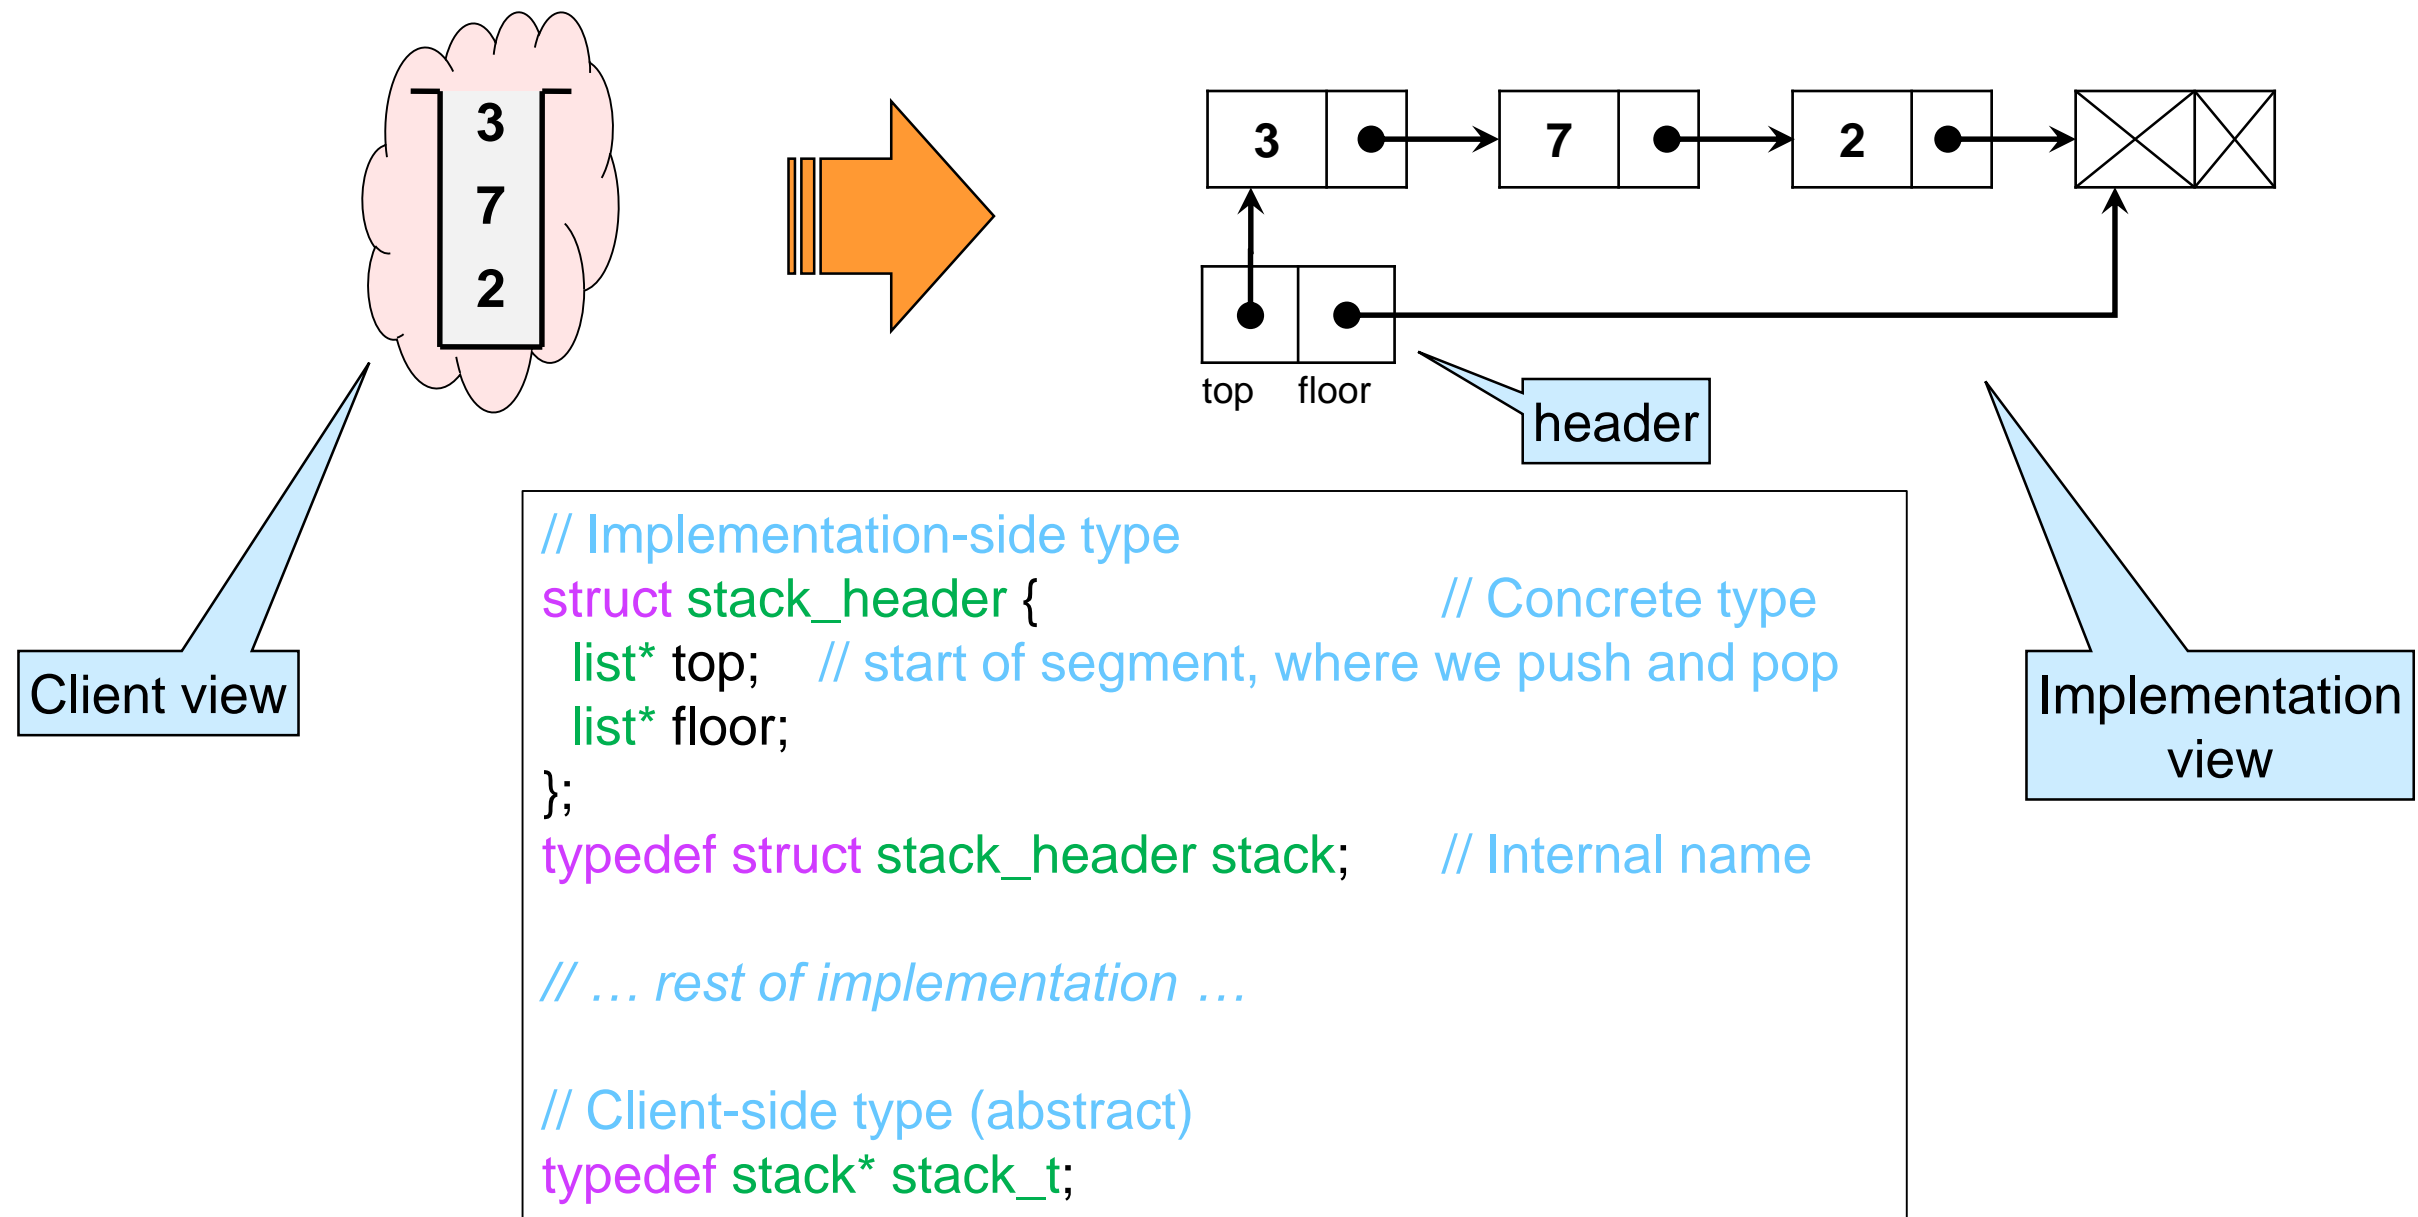 3
7
2
3 7 2
top floor
header
Client view
Implementation
view
// Implementation-side type
struct stack_header { // Concrete type
list* top; // start of segment, where we push and pop
list* floor;
};
typedef struct stack_header stack; // Internal name
// … rest of implementation …
// Client-side type (abstract)
typedef stack* stack_t;